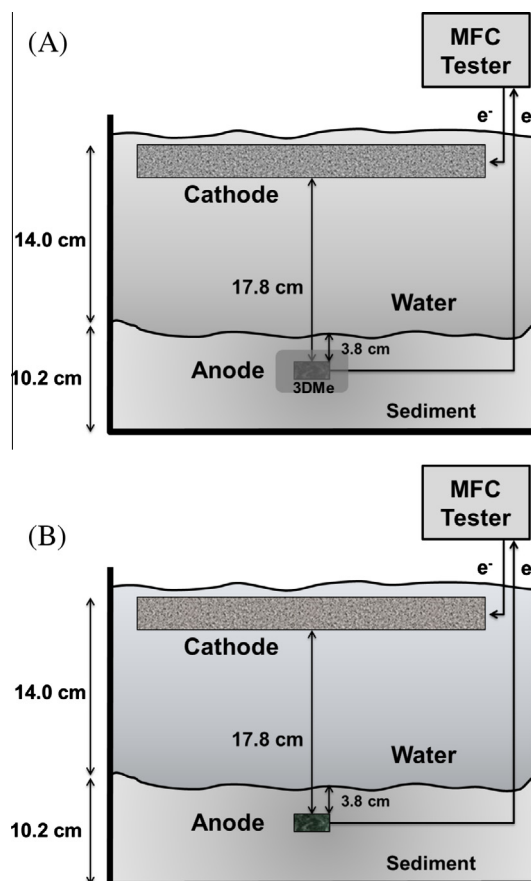 (A)
MFC
Tester
e-
e
Cathode
14.0 cm
17.8 cm
Water
3.8 cm
Anode
3DMe
10.2 cm
Sediment
(B)
MFC
Tester
e-
e
Cathode
14.0 cm
17.8 cm
Water
3.8 cm
Anode
10.2 cm
Sediment